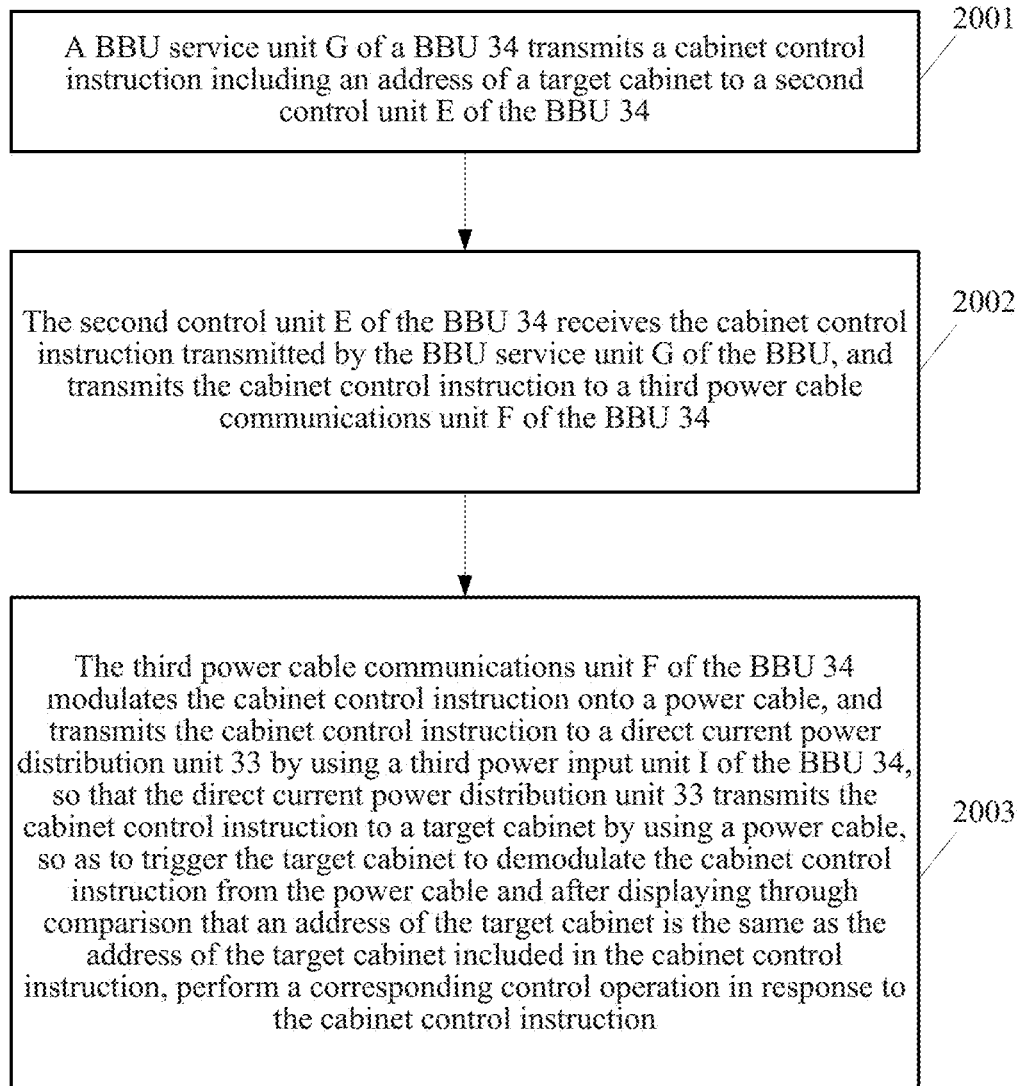 2001
A BBU service unit G of a BBU 34 transmits a cabinet control
instruction including an address of a target cabinet to a second
control unit E of the BBU 34
2002
The second control unit E of the BBU 34 receives the cabinet control
instruction transmitted by the BBU service unit G of the BBU, and
transmits the cabinet control instruction to a third power cable
communications unit F of the BBU 34
2003
The third power cable communications unit F of the BBU 34
modulates the cabinet control instruction onto a power cable, and
transmits the cabinet control instruction to a direct current power
distribution unit 33 by using a third power input unit I of the BBU 34,
so that the direct current power distribution unit 33 transmits the
cabinet control instruction to a target cabinet by using a power cable,
so as to trigger the target cabinet to demodulate the cabinet control
instruction from the power cable and after displaying through
comparison that an address of the target cabinet is the same as the
address of the target cabinet included in the cabinet control
instruction, perform a corresponding control operation in response to
the cabinet control instruction